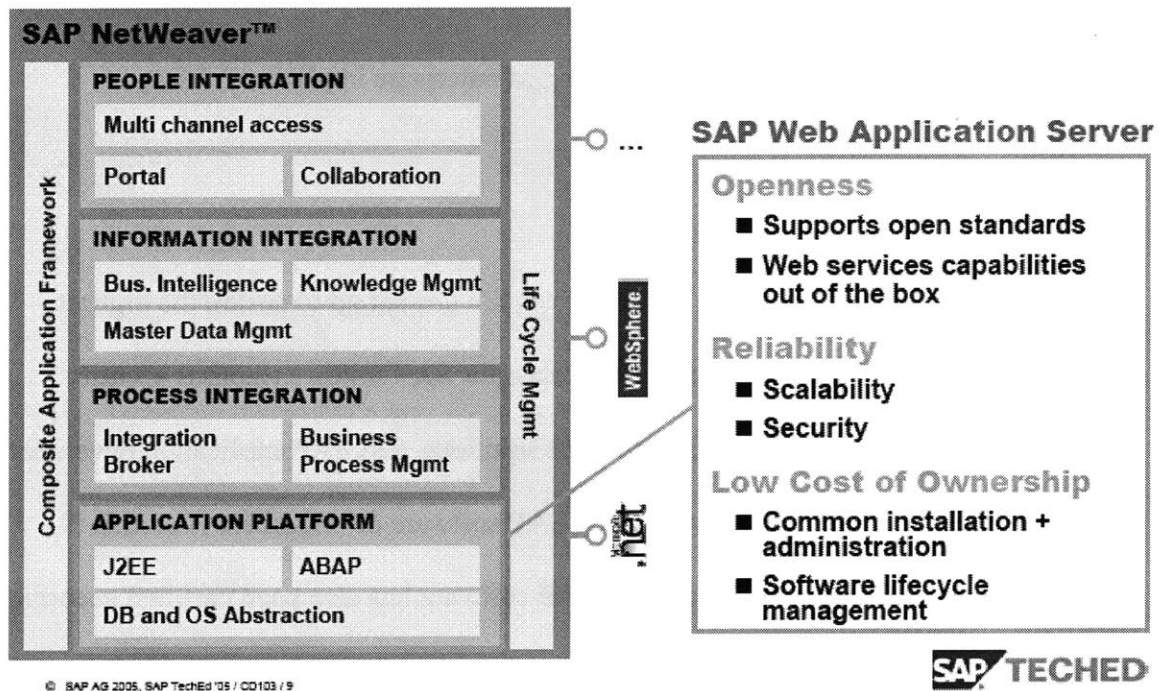 SAP NetWeaver™
Composite Application Framework
PEOPLE INTEGRATION
Multi channel access
Portal
Collaboration
INFORMATION INTEGRATION
Bus. Intelligence
Knowledge Mgmt
Master Data Mgmt
PROCESS INTEGRATION
Integration
Broker
Business
Process Mgmt
APPLICATION PLATFORM
J2EE
ABAP
DB and OS Abstraction
Life Cycle Mgmt
...
WebSphere
.net
SAP Web Application Server
Openness
■ Supports open standards
■ Web services capabilities
out of the box
Reliability
■ Scalability
■ Security
Low Cost of Ownership
■ Common installation +
administration
■ Software lifecycle
management
© SAP AG 2005, SAP TechEd '05 / CD103 / 9
SAP TECHED